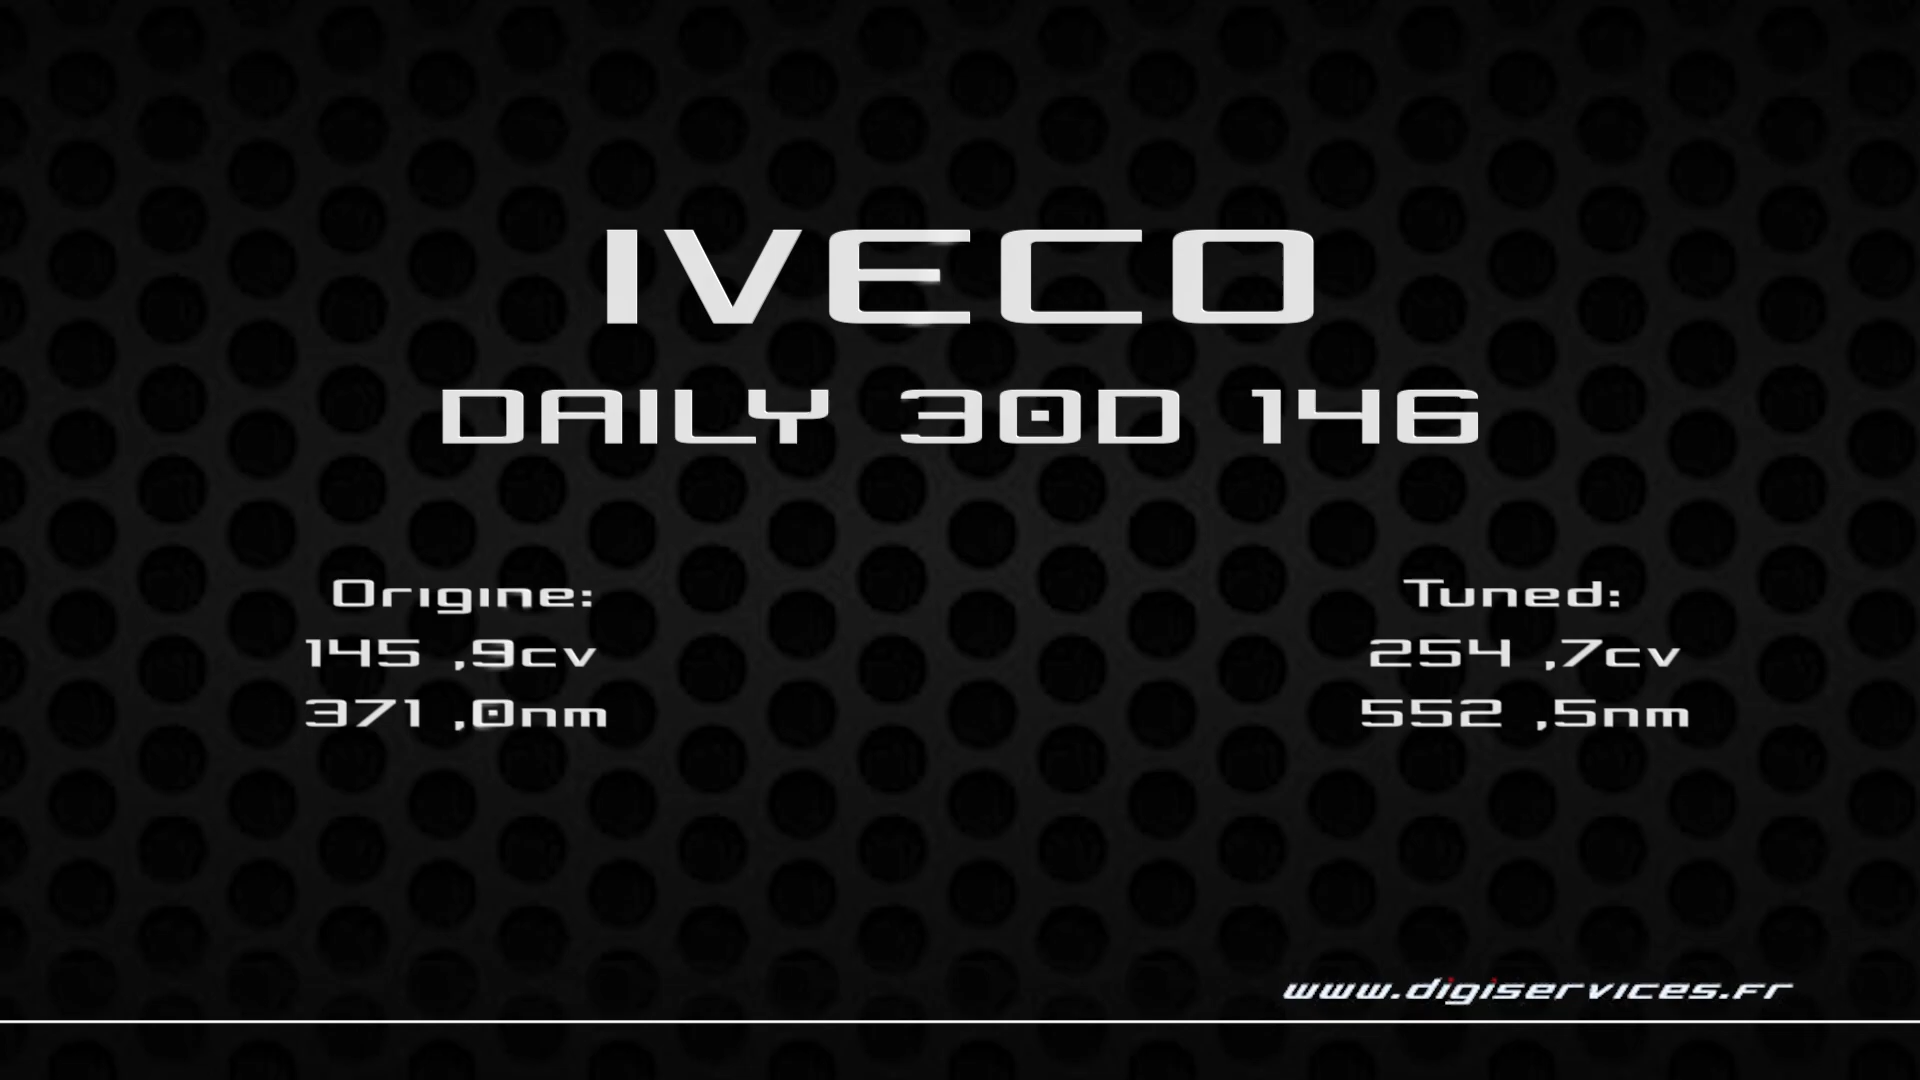 IVECO
DAILY 30D 146
Origine:
145 ,9cv
371 ,0nm
Tuned:
254 ,7cv
552 ,5nm
www.digiservices.fr